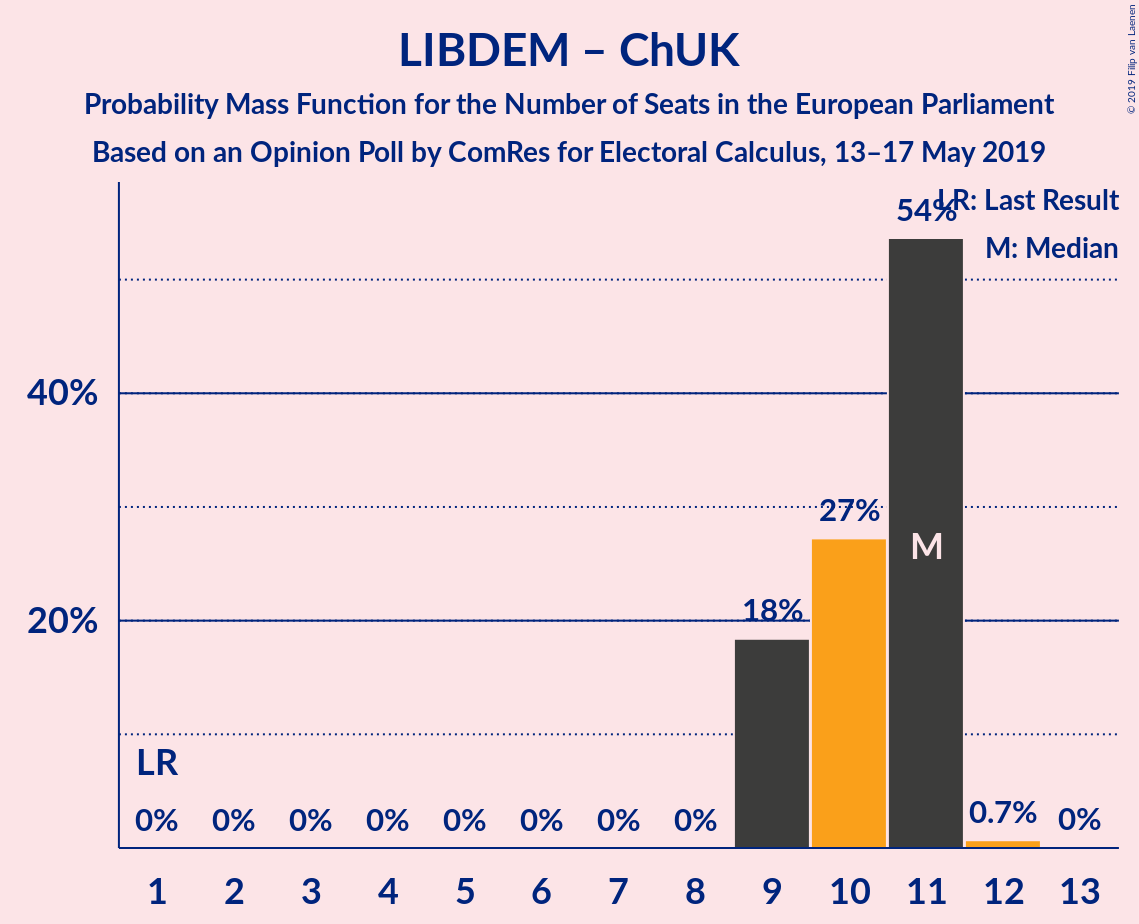 LIBDEM – ChUK
Probability Mass Function for the Number of Seats in the European Parliament
Based on an Opinion Poll by ComRes for Electoral Calculus, 13–17 May 2019
© 2019 Filip van Laenen
LR: Last Result
M: Median
54%
40%
27%
M
20%
18%
LR
0% 0% 0% 0% 0% 0% 0% 0% 0.7% 0%
1 2 3 4 5 6 7 8 9 10 11 12 13